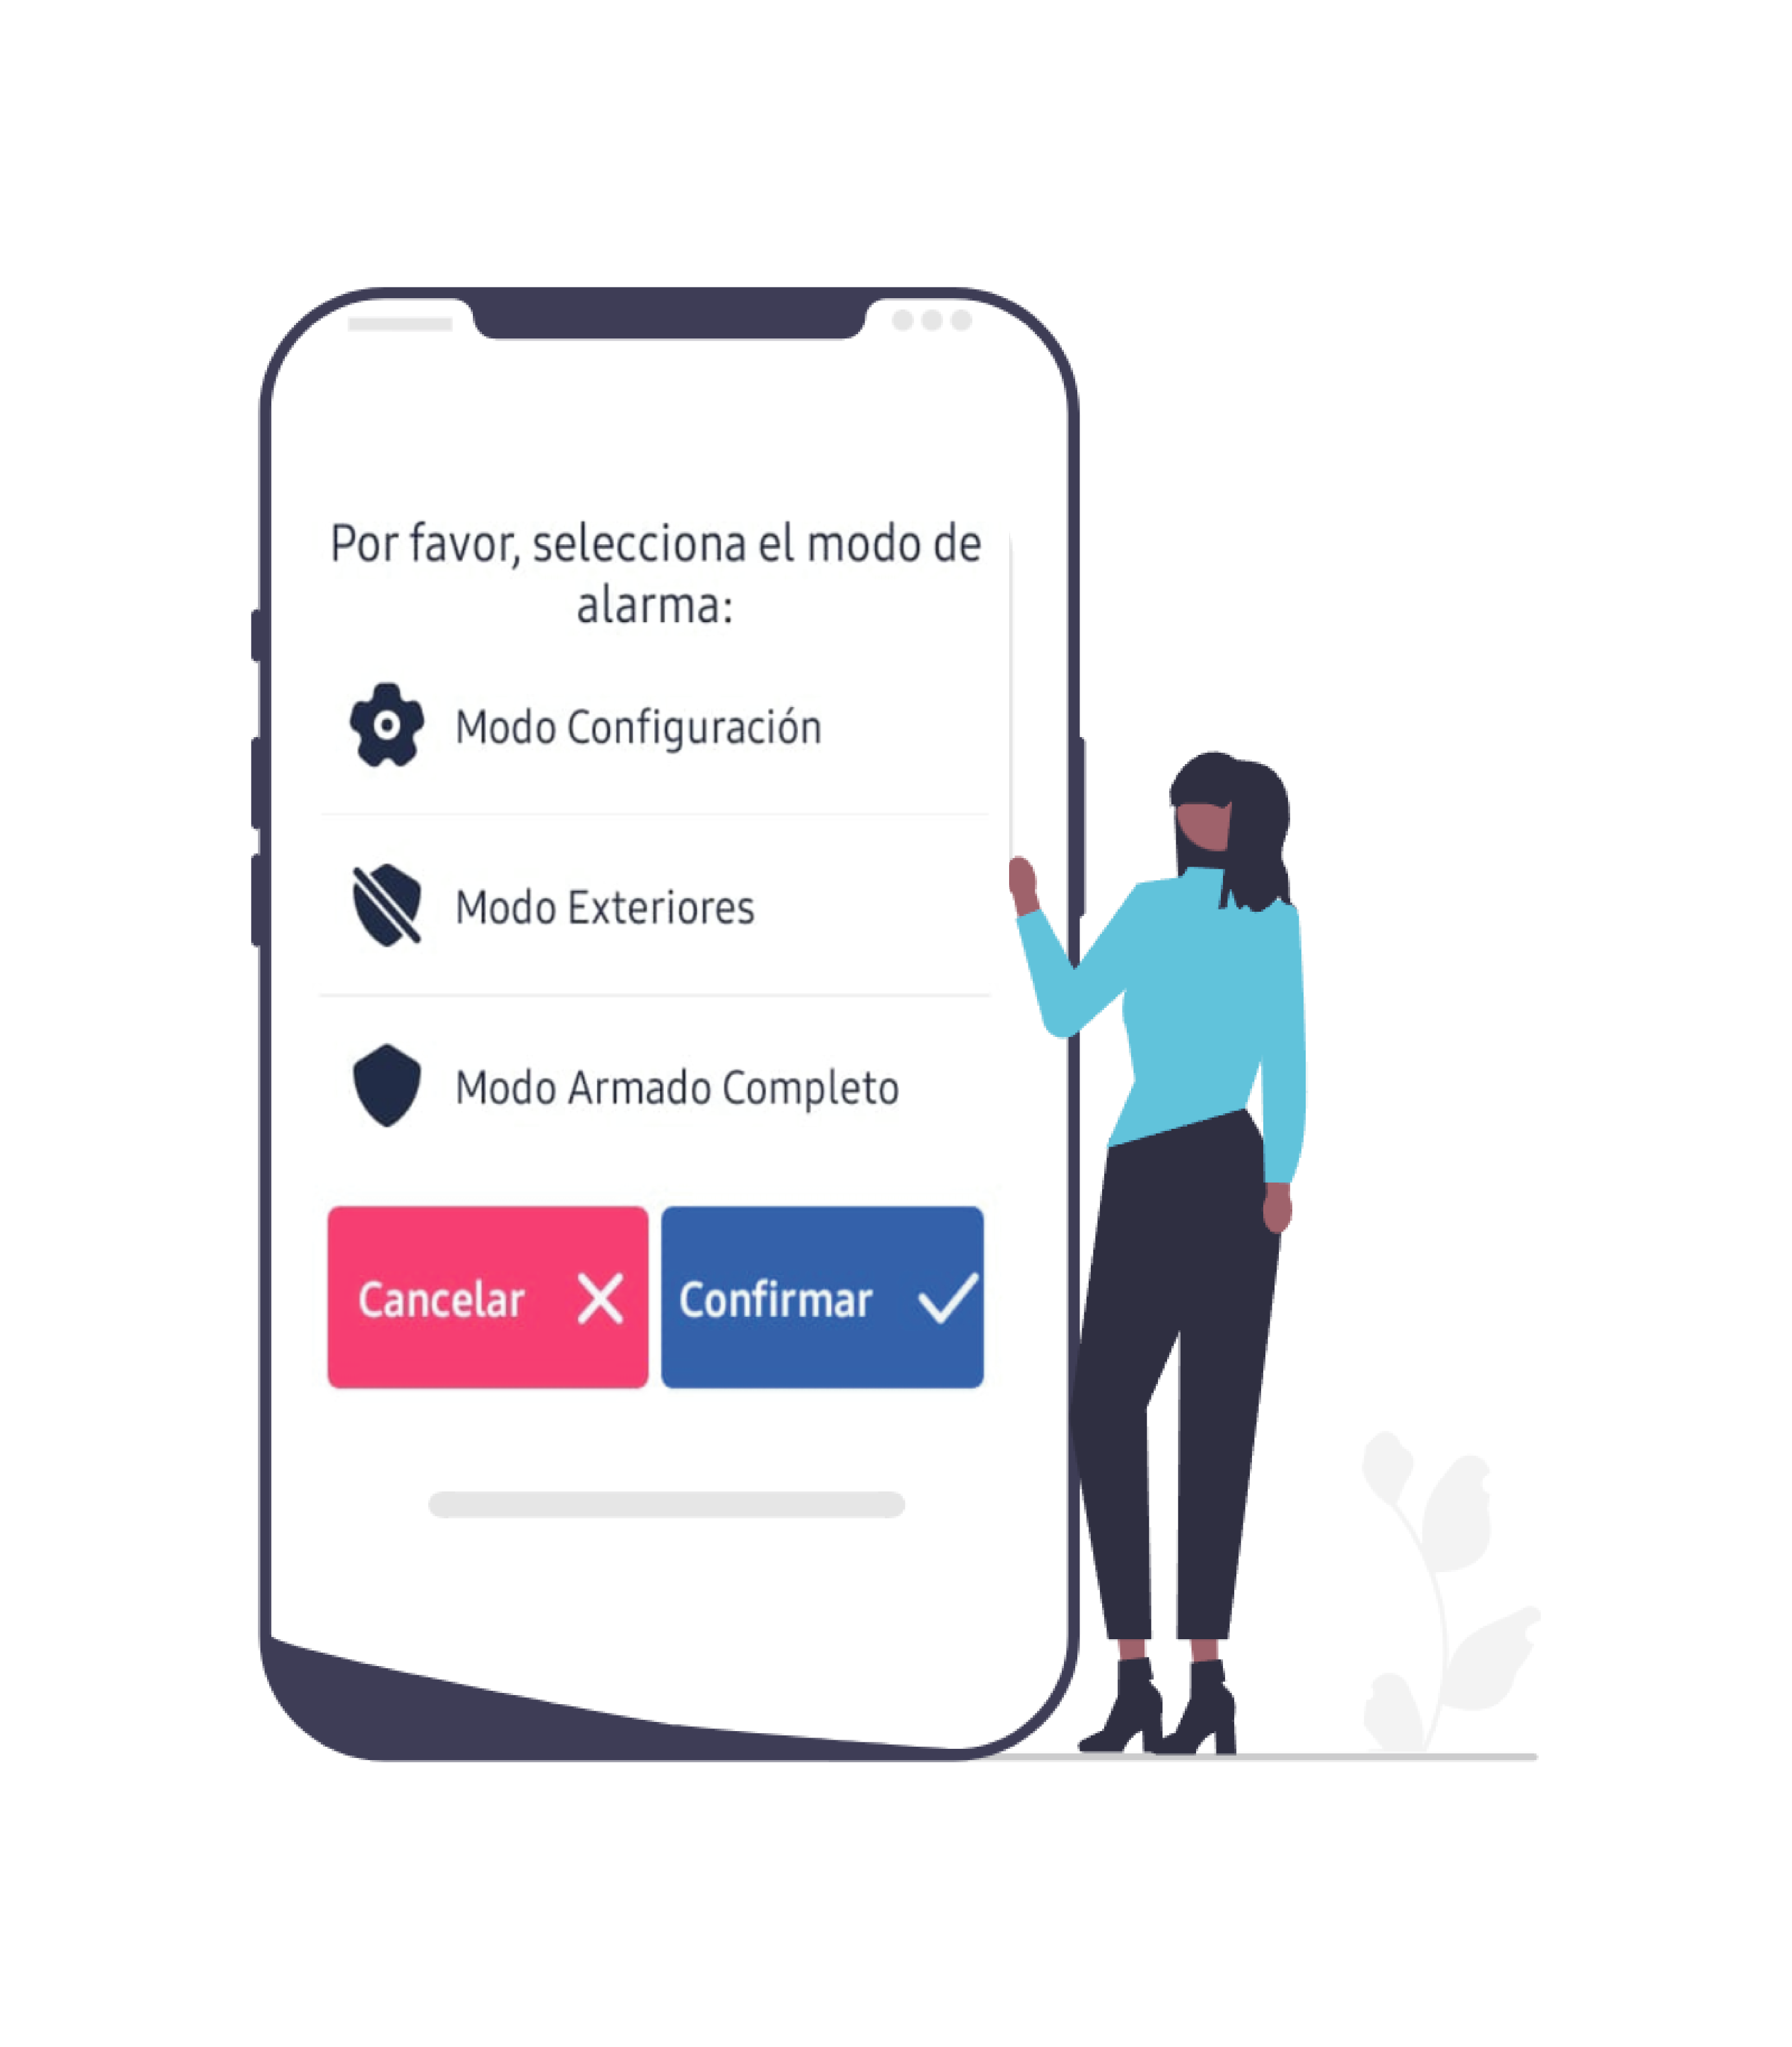 Por favor, selecciona el modo de
alarma:
Modo Configuración
Modo Exteriores
Modo Armado Completo
Cancelar
Confirmar